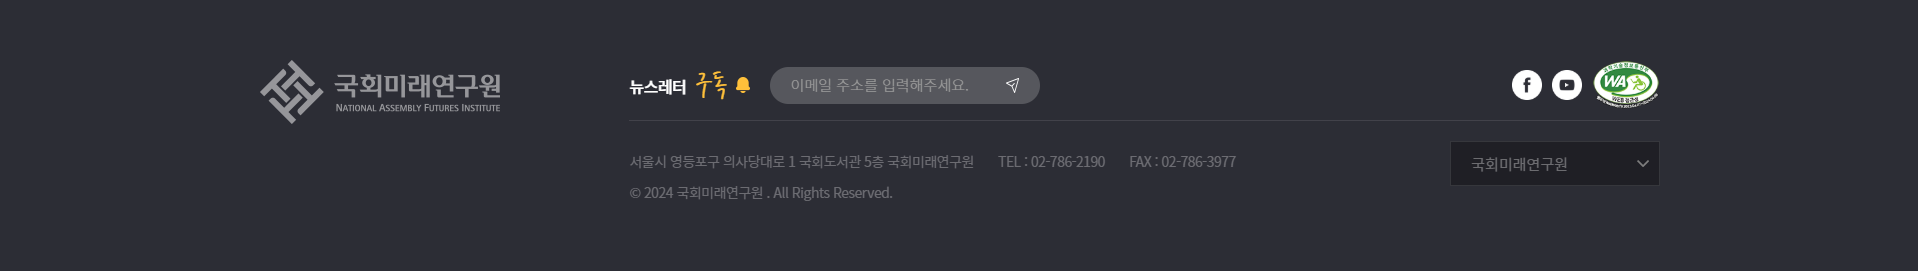 국회미래연구원
NATIONAL ASSEMBLY FUTURES INSTITUTE
뉴스레터 구독
이메일 주소를 입력해주세요.
WA
서울시 영등포구 의사당대로 1 국회도서관 5층 국회미래연구원 TEL : 02-786-2190 FAX : 02-786-3977
국회미래연구원
© 2024 국회미래연구원 . All Rights Reserved.